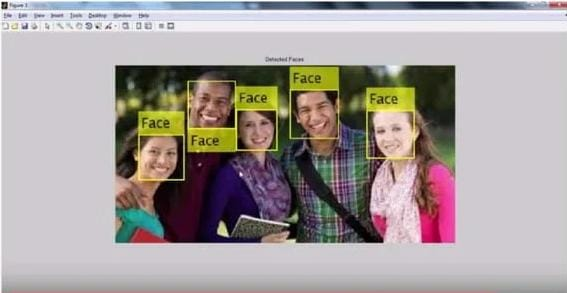 Figure 1
File Edit View Insert Tools Desktop Window Help
Detected Faces
Face
Face
Face
Face
Face